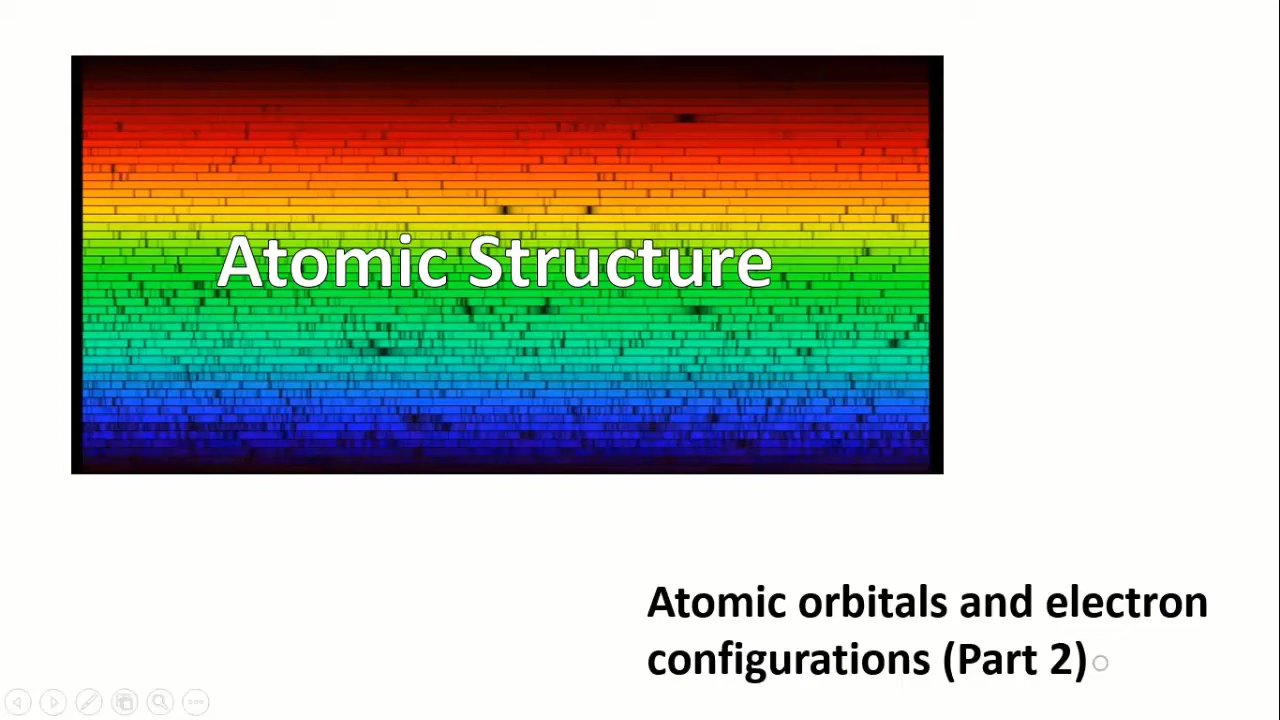 Atomic Structure
Atomic orbitals and electron
configurations (Part 2)